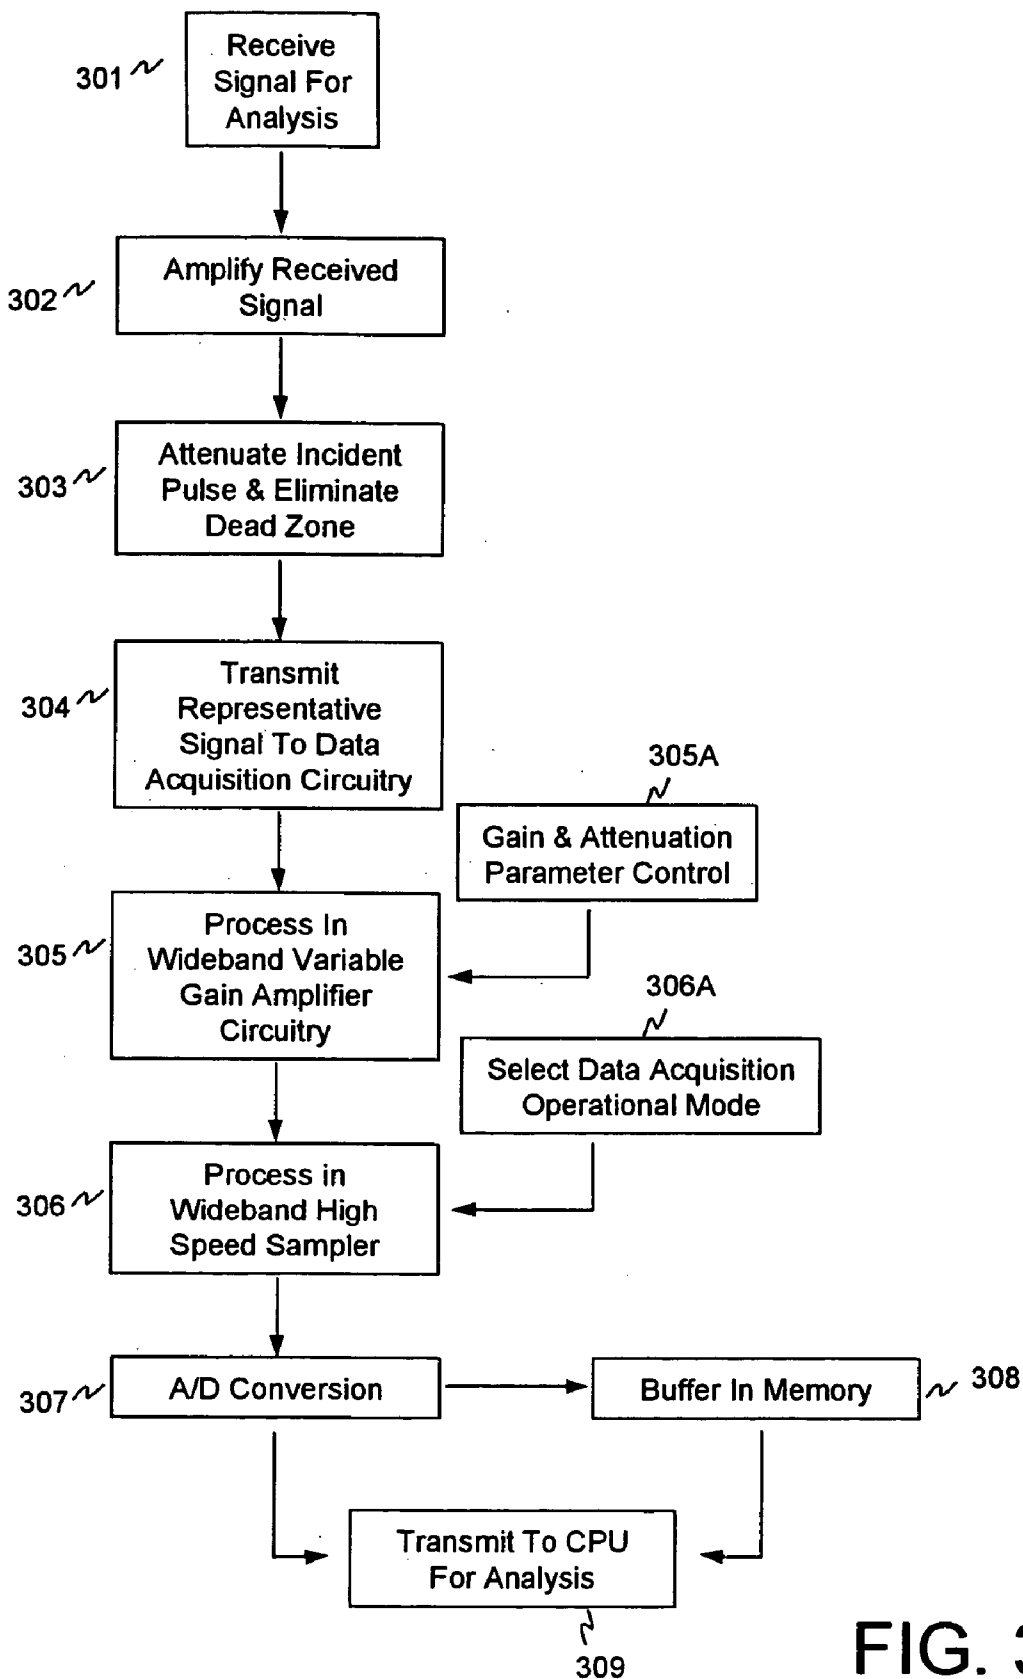 301
Receive
Signal For
Analysis
302
Amplify Received
Signal
303
Attenuate Incident
Pulse & Eliminate
Dead Zone
304
Transmit
Representative
Signal To Data
Acquisition Circuitry
305A
Gain & Attenuation
Parameter Control
305
Process In
Wideband Variable
Gain Amplifier
Circuitry
306A
Select Data Acquisition
Operational Mode
306
Process in
Wideband High
Speed Sampler
307
A/D Conversion
Buffer In Memory
308
Transmit To CPU
For Analysis
309
FIG. 3